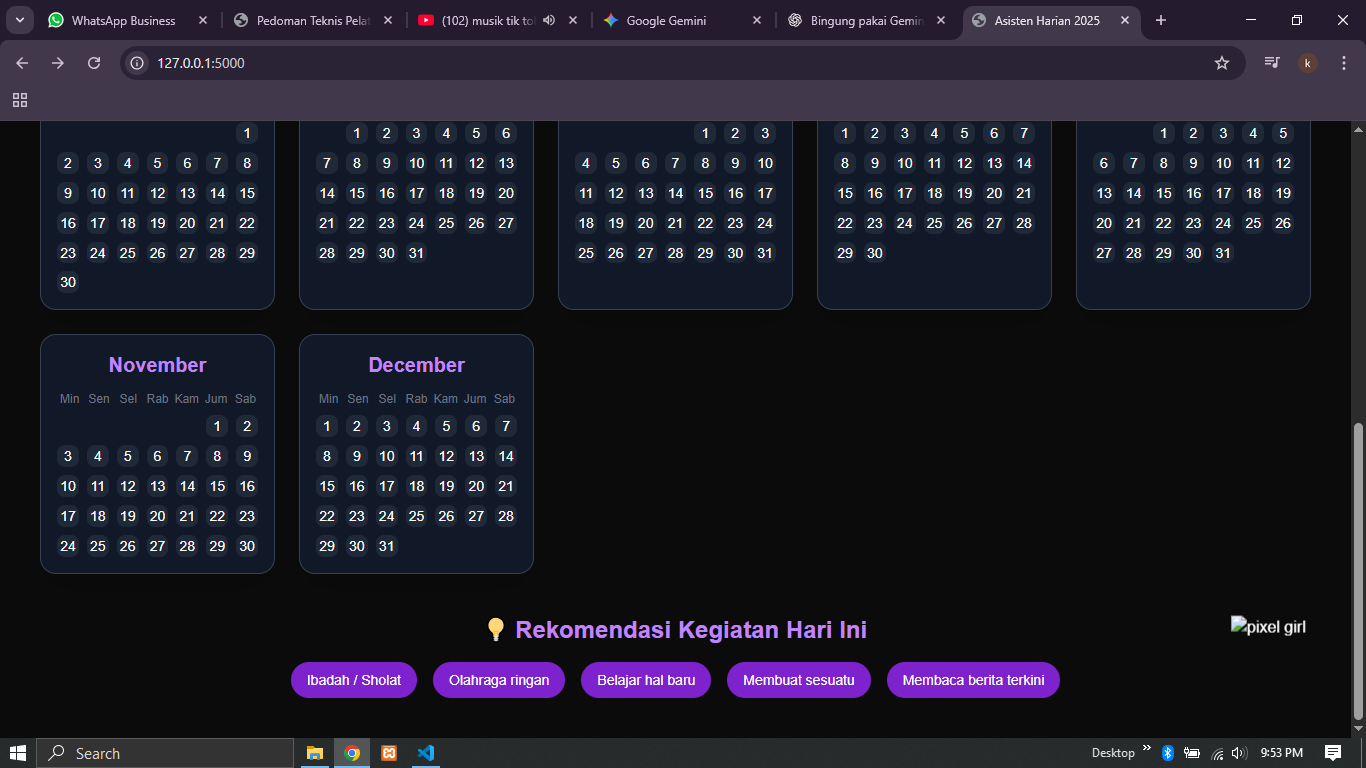 WhatsApp Business
Pedoman Teknis Pelat
(102) musik tik tok
Google Gemini
Bingung pakai Gemin
Asisten Harian 2025
127.0.0.1:5000
k
1
2 3 4 5 6 7 8
9 10 11 12 13 14 15
16 17 18 19 20 21 22
23 24 25 26 27 28 29
30
1 2 3 4 5 6
7 8 9 10 11 12 13
14 15 16 17 18 19 20
21 22 23 24 25 26 27
28 29 30 31
1 2 3
4 5 6 7 8 9 10
11 12 13 14 15 16 17
18 19 20 21 22 23 24
25 26 27 28 29 30 31
1 2 3 4 5 6 7
8 9 10 11 12 13 14
15 16 17 18 19 20 21
22 23 24 25 26 27 28
29 30
1 2 3 4 5
6 7 8 9 10 11 12
13 14 15 16 17 18 19
20 21 22 23 24 25 26
27 28 29 30 31
November
Min Sen Sel Rab Kam Jum Sab
1 2
3 4 5 6 7 8 9
10 11 12 13 14 15 16
17 18 19 20 21 22 23
24 25 26 27 28 29 30
December
Min Sen Sel Rab Kam Jum Sab
1 2 3 4 5 6 7
8 9 10 11 12 13 14
15 16 17 18 19 20 21
22 23 24 25 26 27 28
29 30 31
Rekomendasi Kegiatan Hari Ini
pixel girl
Ibadah / Sholat
Olahraga ringan
Belajar hal baru
Membuat sesuatu
Membaca berita terkini
Search
Desktop
9:53 PM